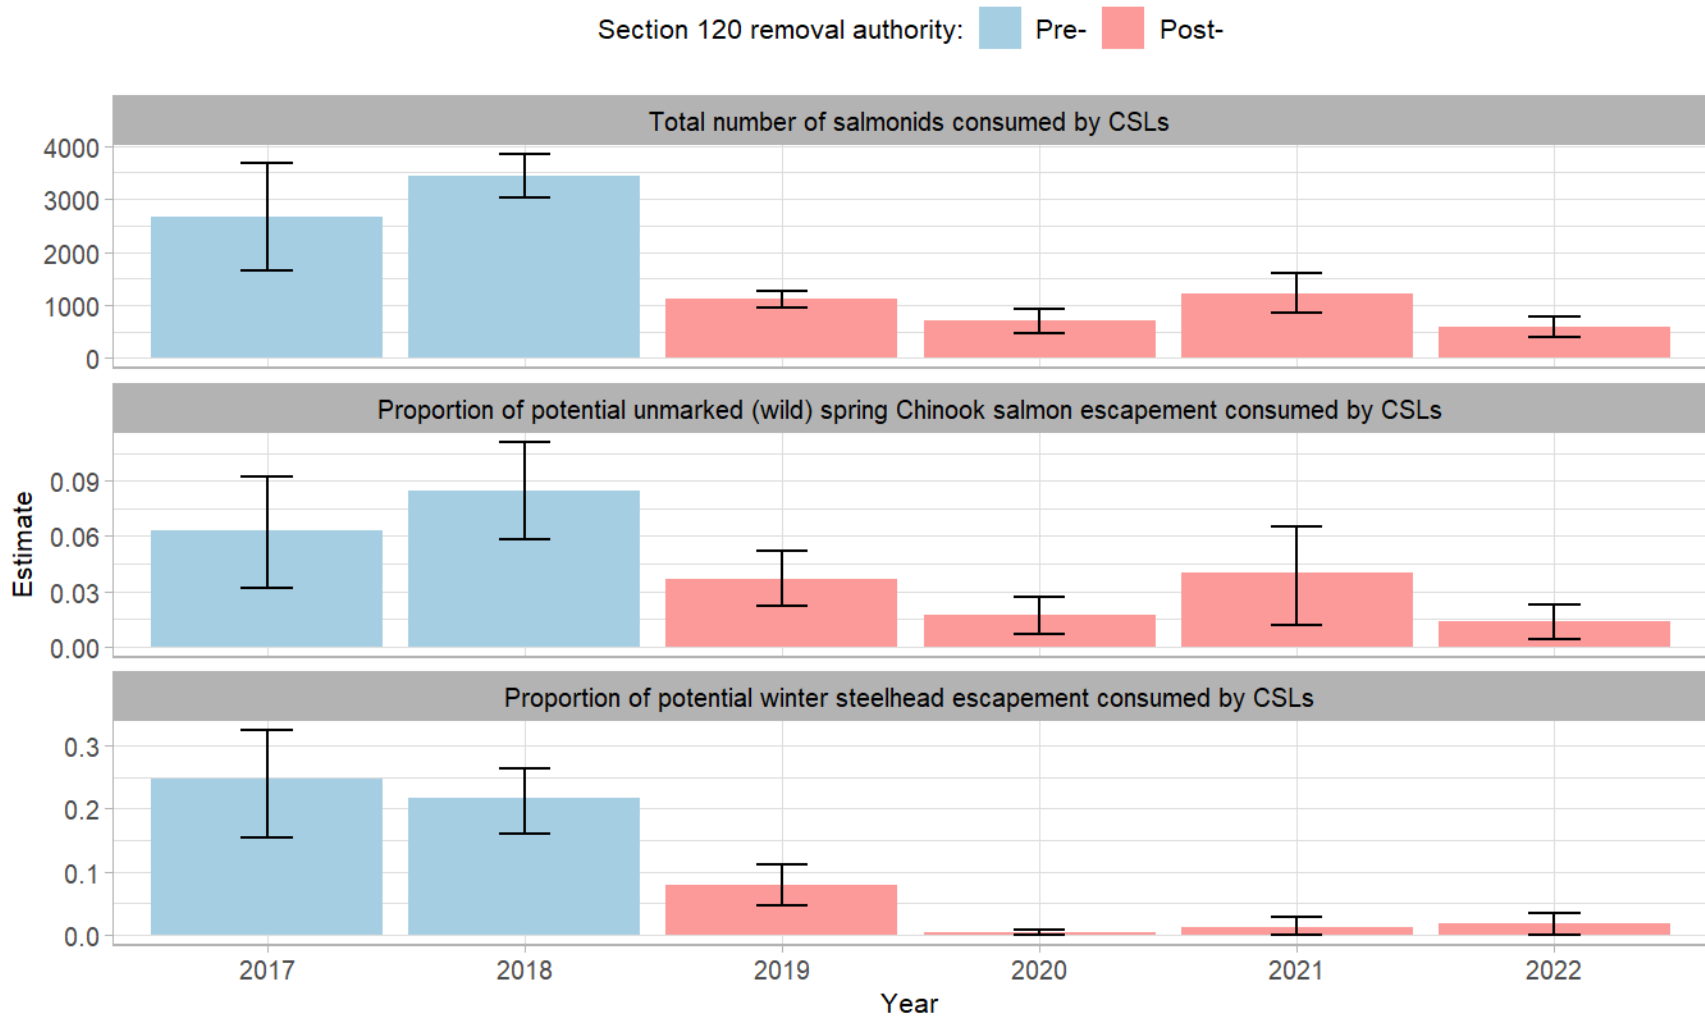 Section 120 removal authority: Pre- Post-
Total number of salmonids consumed by CSLs
4000
3000
2000
1000
0
Proportion of potential unmarked (wild) spring Chinook salmon escapement consumed by CSLs
0.09
0.06
0.03
0.00
Estimate
Proportion of potential winter steelhead escapement consumed by CSLs
0.3
0.2
0.1
0.0
2017 2018 2019 2020 2021 2022
Year